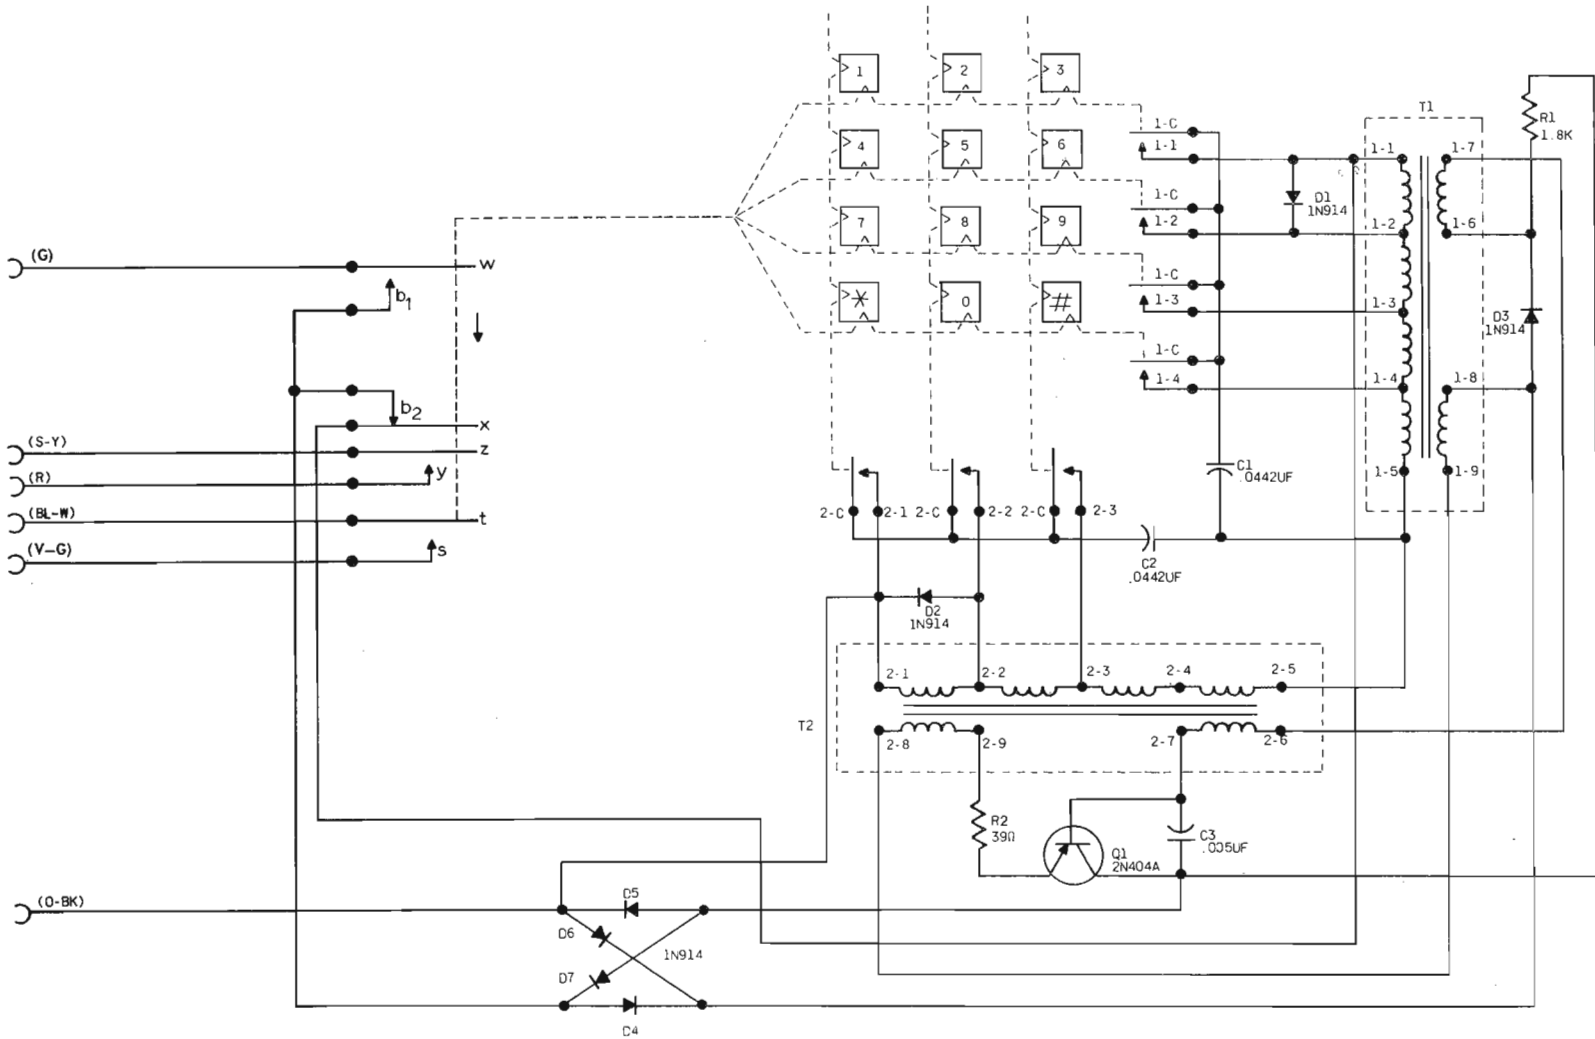 1 2 3
T1
R1
1.8K
1-C
1-1
1-1 1-7
4 5 6
1-C
1-2
D1
1N914
1-2 1-6
7 8 9
(G)
w
b1
1-C
1-3
1-3
D3
1N914
* 0 #
1-C
1-4
1-4 1-8
b2
x
(S-Y)
z
(R)
y
C1
.0442UF
1-5 1-9
(BL-W)
t
2-C 2-1 2-C 2-2 2-C 2-3
(V-G)
s
C2
.0442UF
D2
1N914
2-1 2-2 2-3 2-4 2-5
T2
2-8 2-9 2-7 2-6
R2
39Ω
Q1
2N404A
C3
.005UF
(O-BK)
D5
D6
1N914
D7
D4